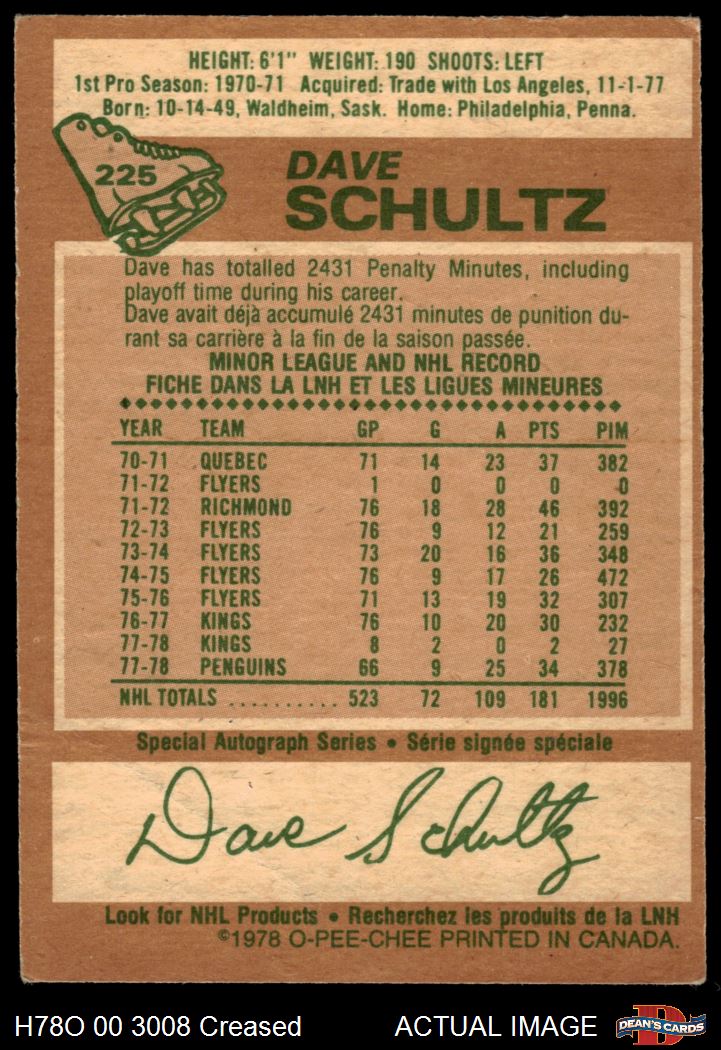 HEIGHT: 6'1" WEIGHT: 190 SHOOTS: LEFT
1st Pro Season: 1970-71 Acquired: Trade with Los Angeles, 11-1-77
Born: 10-14-49, Waldheim, Sask. Home: Philadelphia, Penna.
225
DAVE
SCHULTZ
Dave has totalled 2431 Penalty Minutes, including
playoff time during his career.
Dave avait déjà accumulé 2431 minutes de punition du-
rant sa carrière à la fin de la saison passée.
MINOR LEAGUE AND NHL RECORD
FICHE DANS LA LNH ET LES LIGUES MINEURES
YEAR TEAM GP G A PTS PIM
70-71 QUEBEC 71 14 23 37 382
71-72 FLYERS 1 0 0 0 0
71-72 RICHMOND 76 18 28 46 392
72-73 FLYERS 76 9 12 21 259
73-74 FLYERS 73 20 16 36 348
74-75 FLYERS 76 9 17 26 472
75-76 FLYERS 71 13 19 32 307
76-77 KINGS 76 10 20 30 232
77-78 KINGS 8 2 0 2 27
77-78 PENGUINS 66 9 25 34 378
NHL TOTALS .......... 523 72 109 181 1996
Special Autograph Series • Série signée spéciale
Dave Schultz
Look for NHL Products • Recherchez les produits de la LNH
©1978 O-PEE-CHEE PRINTED IN CANADA.
H78O 00 3008 Creased ACTUAL IMAGE
D
DEAN'S CARDS